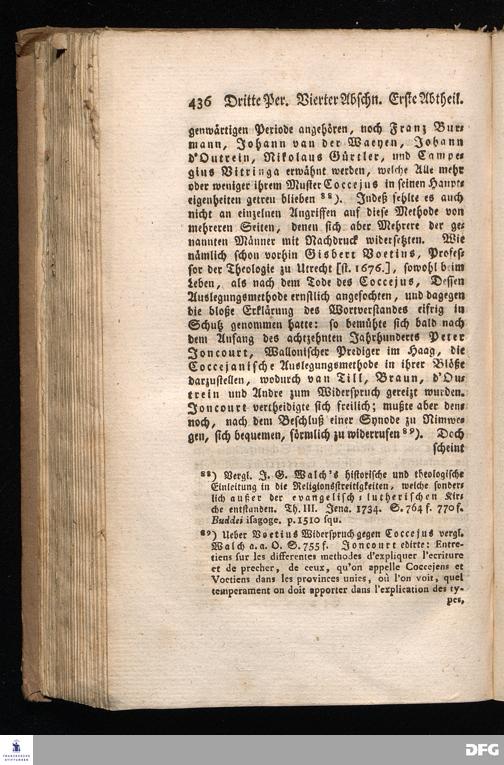 436 Dritte Per. Vierter Abschn. Erste Abtheil.
genwärtigen Periode angehören, noch Franz Bur-
mann, Johann van der Waeyen, Johann
d'Outrein, Nikolaus Gürtler, und Campe-
gius Vitringa erwähnt werden, welche Alle mehr
oder weniger ihrem Muster Coccejus in seinen Haupt-
eigenheiten getreu blieben 88). Indeß fehlte es auch
nicht an einzelnen Angriffen auf diese Methode von
mehreren Seiten, denen sich aber Mehrere der ge-
nannten Männer mit Nachdruck widersetzten. Wie
nämlich schon vorhin Gisbert Voetius, Profes-
sor der Theologie zu Utrecht [st. 1676.], sowohl beim
Leben, als nach dem Tode des Coccejus, Dessen
Auslegungsmethode ernstlich angefochten, und dagegen
die bloße Erklärung des Wortverstandes eifrig in
Schutz genommen hatte: so bemühte sich bald nach
dem Anfang des achtzehnten Jahrhunderts Peter
Joncourt, Wallonischer Prediger im Haag, die
Coccejanische Auslegungsmethode in ihrer Blöße
darzustellen, wodurch van Till, Braun, d'Ou-
trein und Andre zum Widerspruch gereizt wurden.
Joncourt vertheidigte sich freilich; mußte aber den-
noch, nach dem Beschluß einer Synode zu Nimwe-
gen, sich bequemen, förmlich zu widerrufen 89). Doch
scheint
88) Vergl. J. G. Walch's historische und theologische
Einleitung in die Religionsstreitigkeiten, welche sonder-
lich außer der evangelisch-lutherischen Kir-
che entstanden. Th. III. Jena. 1734. S. 764 f. 770 f.
Buddei isagoge. p. 1510 squ.
89) Ueber Voetius Widerspruch gegen Coccejus vergl.
Walch a. a. O. S. 755 f. Joncourt edirte: Entre-
tiens sur les differentes methodes d'expliquer l'ecriture
et de precher, de ceux, qu'on appelle Coccejens et
Voetiens dans les provinces unies, où l'on voit, quel
temperament on doit apporter dans l'explication des ty-
pes,
FRANCKESCHE
STIFTUNGEN
DFG